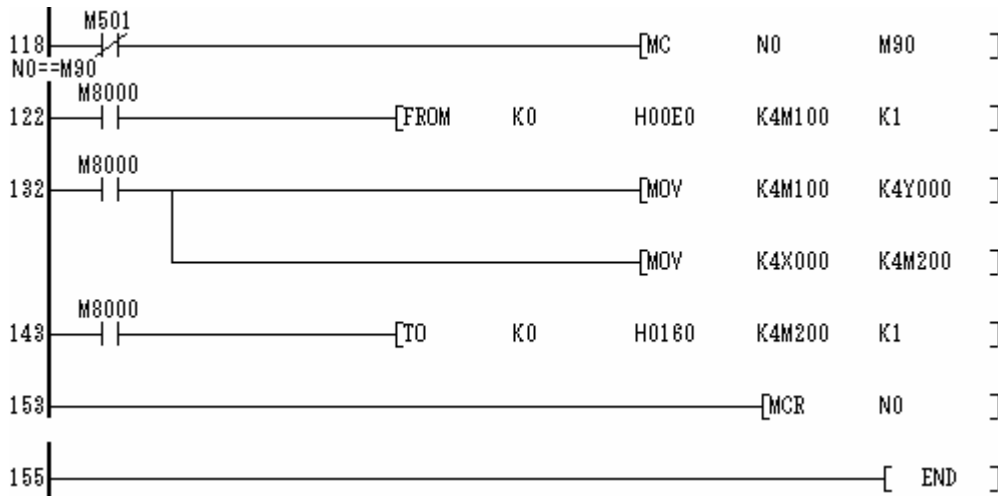 M501
118 [MC N0 M90 ]
N0==M90
M8000
122 [FROM K0 H00E0 K4M100 K1 ]
M8000
132 [MOV K4M100 K4Y000 ]
[MOV K4X000 K4M200 ]
M8000
143 [TO K0 H0160 K4M200 K1 ]
153 [MCR N0 ]
155 [ END ]